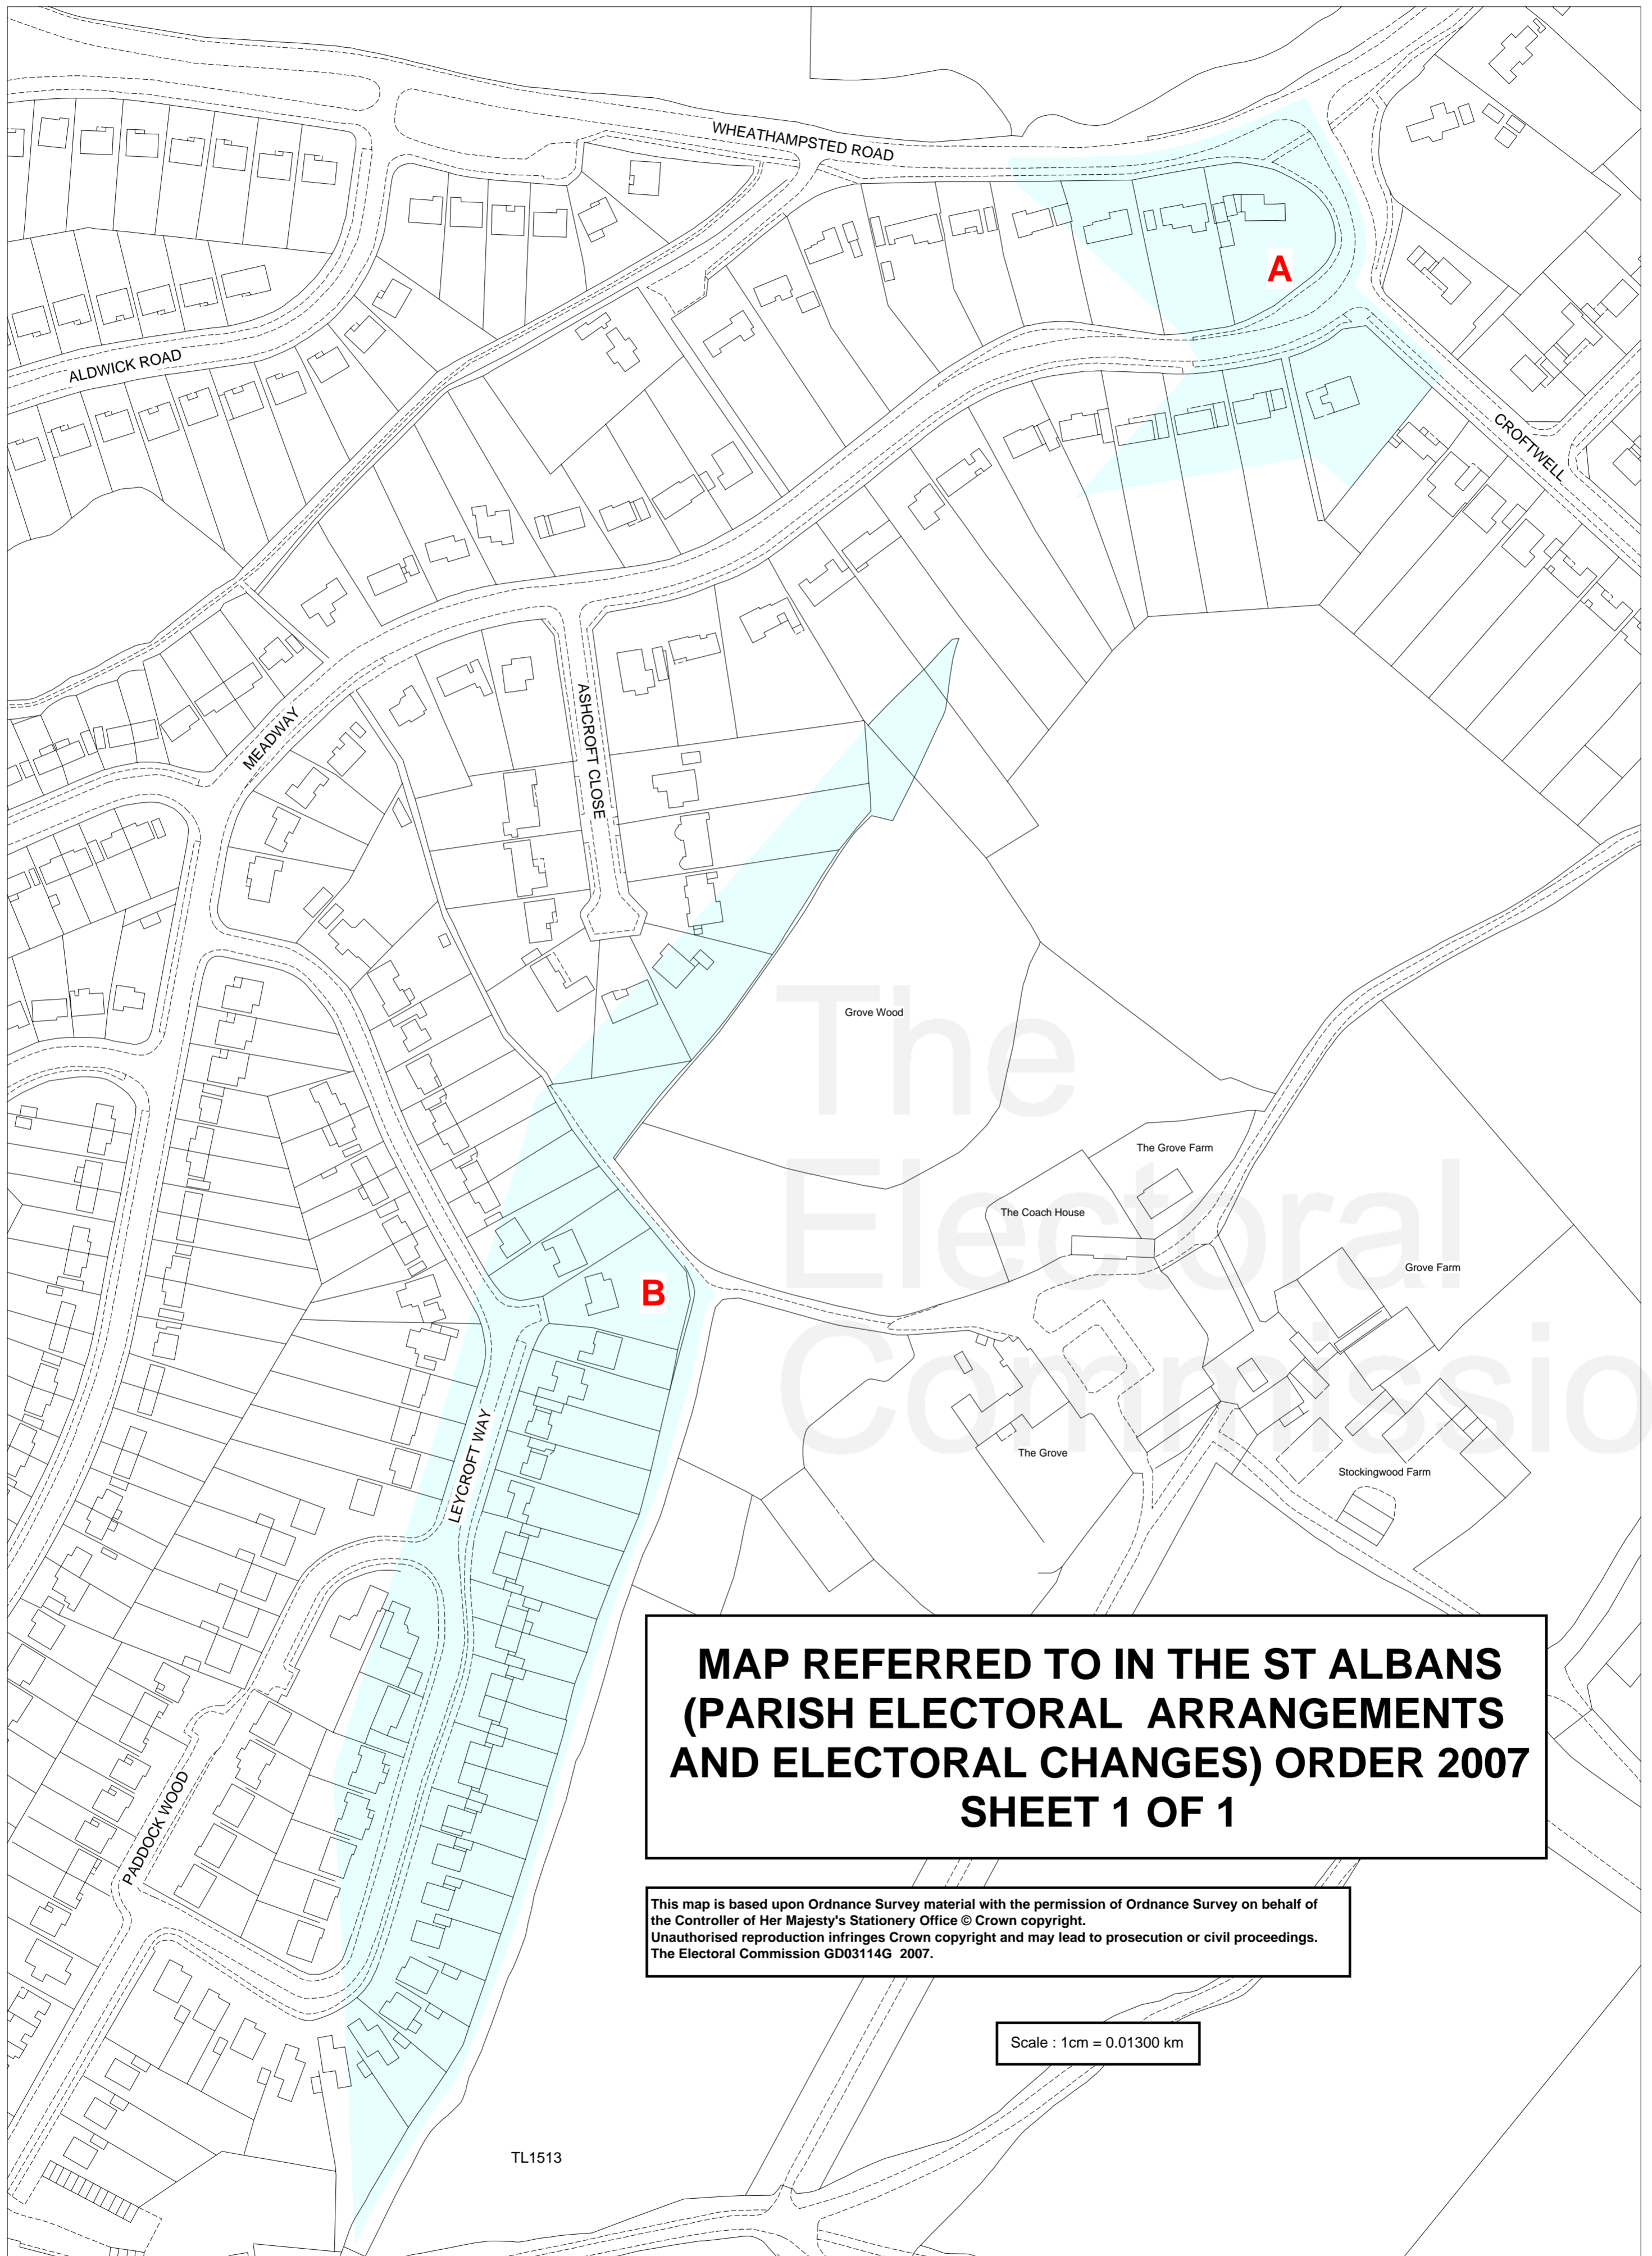 WHEATHAMPSTED ROAD
A
ALDWICK ROAD
CROFTWELL
MEADWAY
ASHCROFT CLOSE
The
Electoral
Commissio
Grove Wood
The Grove Farm
The Coach House
Grove Farm
B
LEYCROFT WAY
The Grove
Stockingwood Farm
MAP REFERRED TO IN THE ST ALBANS
(PARISH ELECTORAL ARRANGEMENTS
AND ELECTORAL CHANGES) ORDER 2007
SHEET 1 OF 1
PADDOCK WOOD
This map is based upon Ordnance Survey material with the permission of Ordnance Survey on behalf of
the Controller of Her Majesty's Stationery Office © Crown copyright.
Unauthorised reproduction infringes Crown copyright and may lead to prosecution or civil proceedings.
The Electoral Commission GD03114G 2007.
Scale : 1cm = 0.01300 km
TL1513